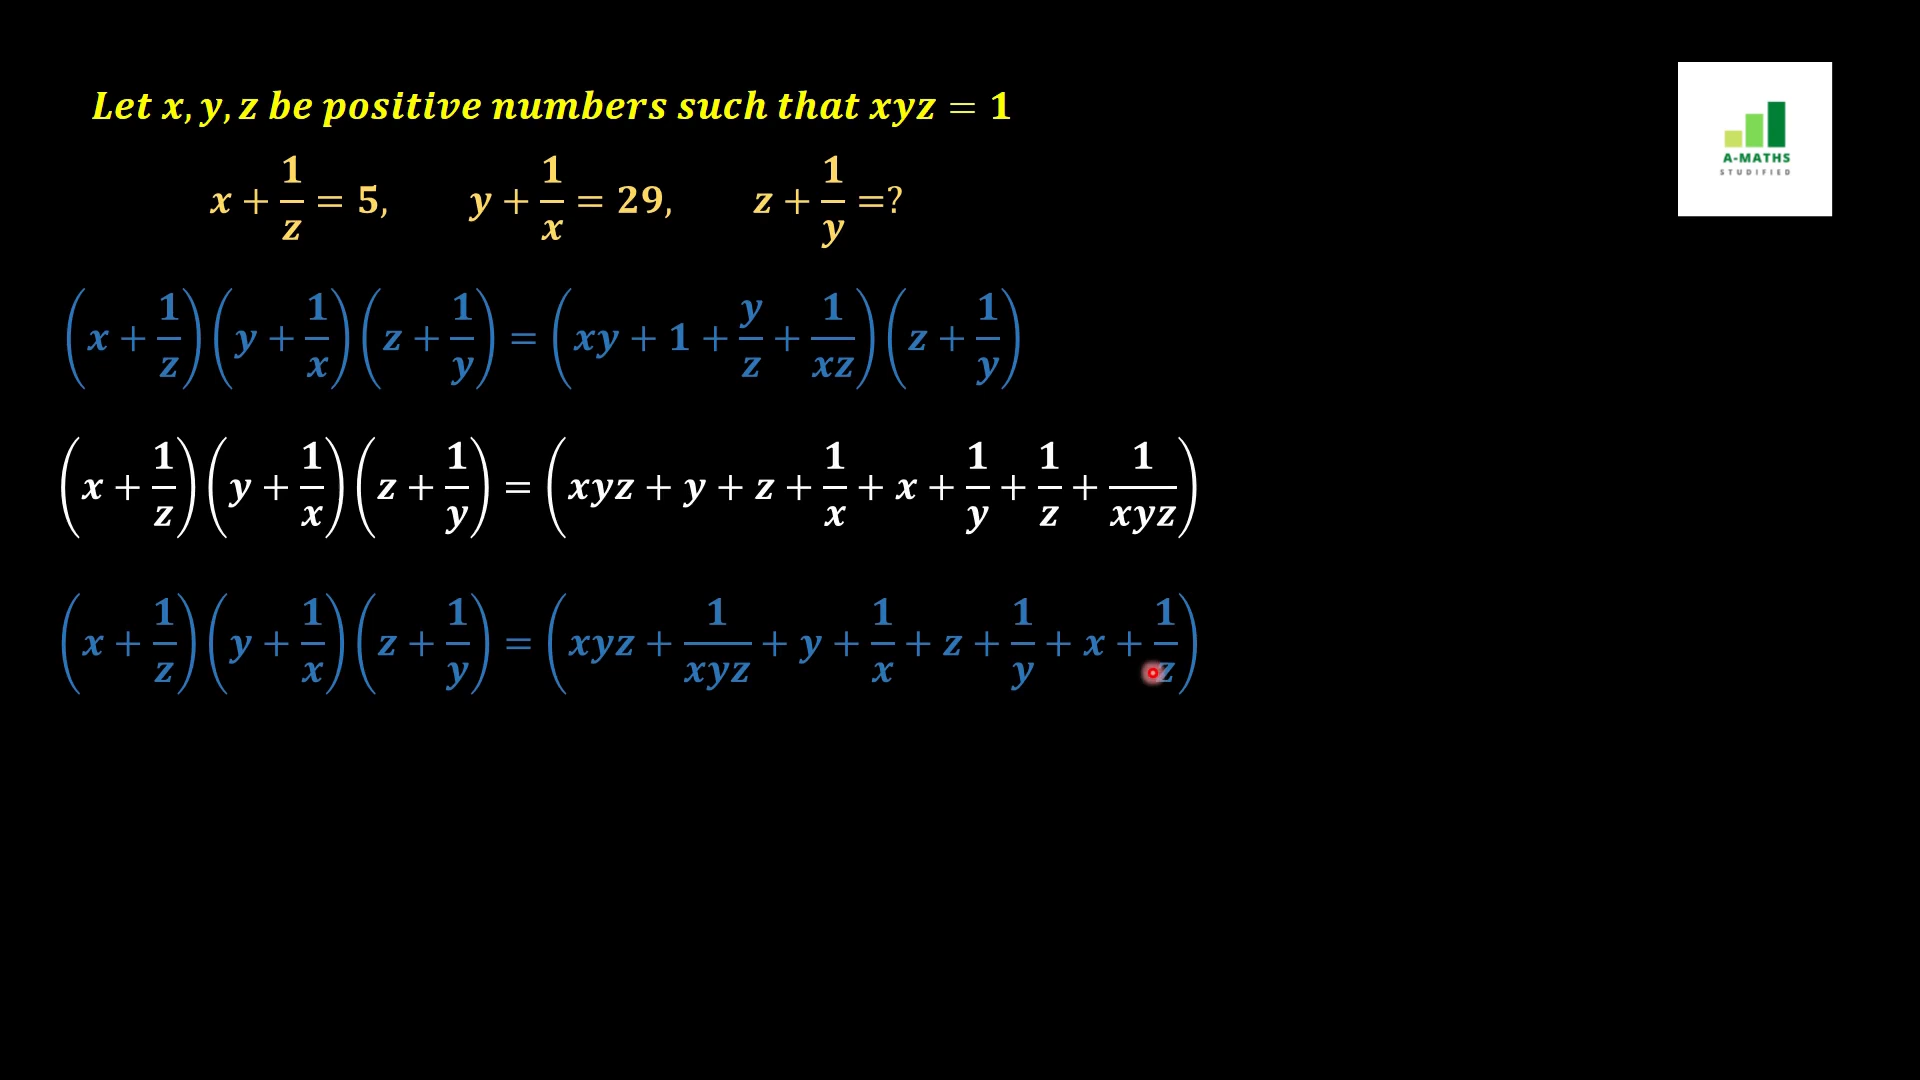 Let x, y, z be positive numbers such that xyz = 1
x + 1/z = 5, y + 1/x = 29, z + 1/y =?
A-MATHS
STUDIFIED
(x + 1/z)(y + 1/x)(z + 1/y) = (xy + 1 + y/z + 1/xz)(z + 1/y)
(x + 1/z)(y + 1/x)(z + 1/y) = (xyz + y + z + 1/x + x + 1/y + 1/z + 1/xyz)
(x + 1/z)(y + 1/x)(z + 1/y) = (xyz + 1/xyz + y + 1/x + z + 1/y + x + 1/z)